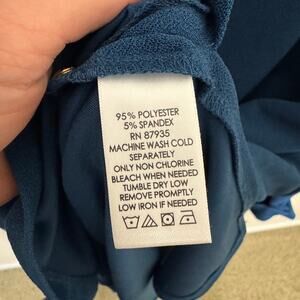 95% POLYESTER
5% SPANDEX
RN 87935
MACHINE WASH COLD
SEPARATELY
ONLY NON CHLORINE
BLEACH WHEN NEEDED
TUMBLE DRY LOW
REMOVE PROMPTLY
LOW IRON IF NEEDED